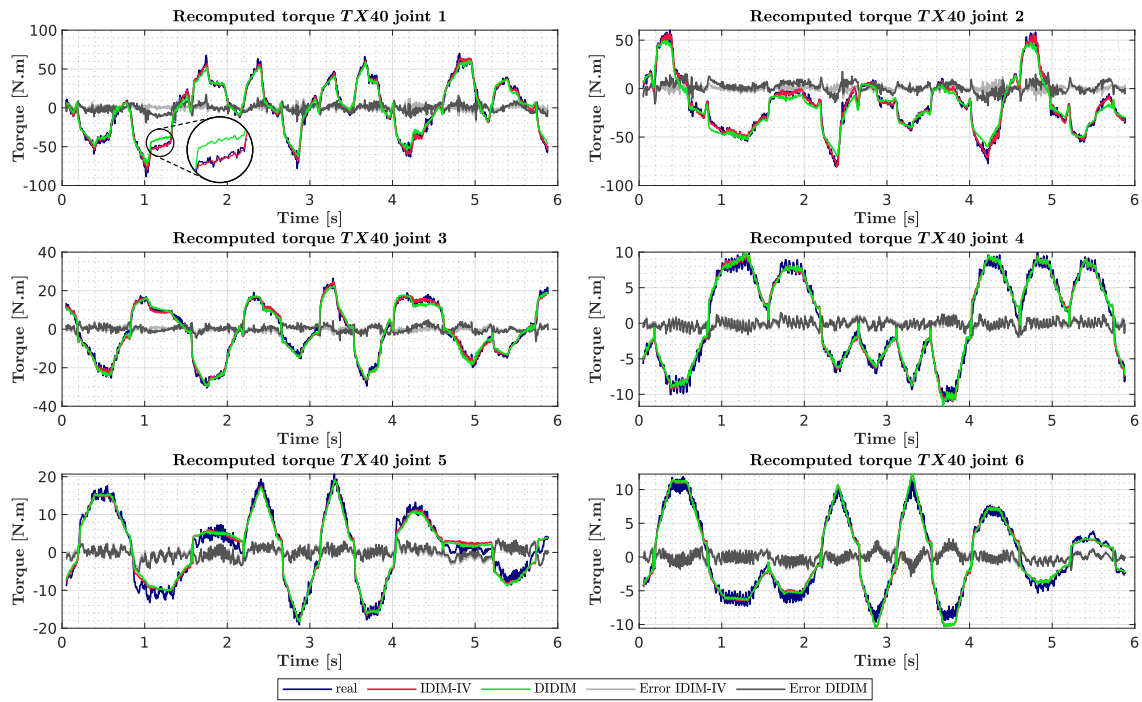 Recomputed torque TX40 joint 1
Torque [N.m]
100
50
0
-50
-100
0 1 2 3 4 5 6
Time [s]
Recomputed torque TX40 joint 2
Torque [N.m]
50
0
-50
-100
0 1 2 3 4 5 6
Time [s]
Recomputed torque TX40 joint 3
Torque [N.m]
40
20
0
-20
-40
0 1 2 3 4 5 6
Time [s]
Recomputed torque TX40 joint 4
Torque [N.m]
10
5
0
-5
-10
0 1 2 3 4 5 6
Time [s]
Recomputed torque TX40 joint 5
Torque [N.m]
20
10
0
-10
-20
0 1 2 3 4 5 6
Time [s]
Recomputed torque TX40 joint 6
Torque [N.m]
10
5
0
-5
-10
0 1 2 3 4 5 6
Time [s]
real IDIM-IV DIDIM Error IDIM-IV Error DIDIM